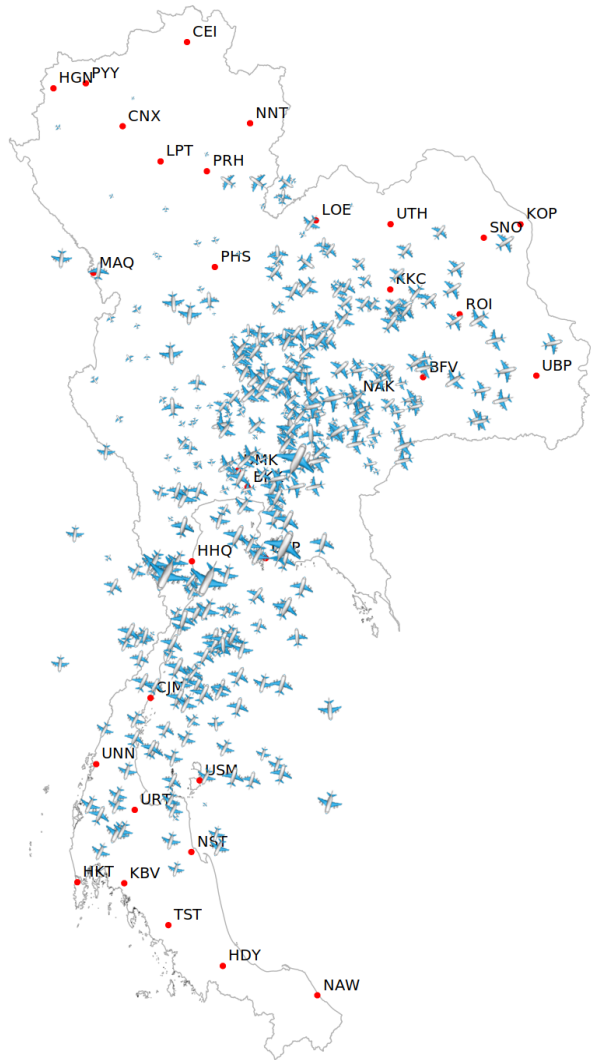 CEI
PYY
HGN
CNX
NNT
LPT
PRH
LOE
UTH
KOP
SNO
MAQ
PHS
KKC
ROI
BFV
UBP
NAK
HHQ
CJM
UNN
USM
URT
NST
HKT
KBV
TST
HDY
NAW